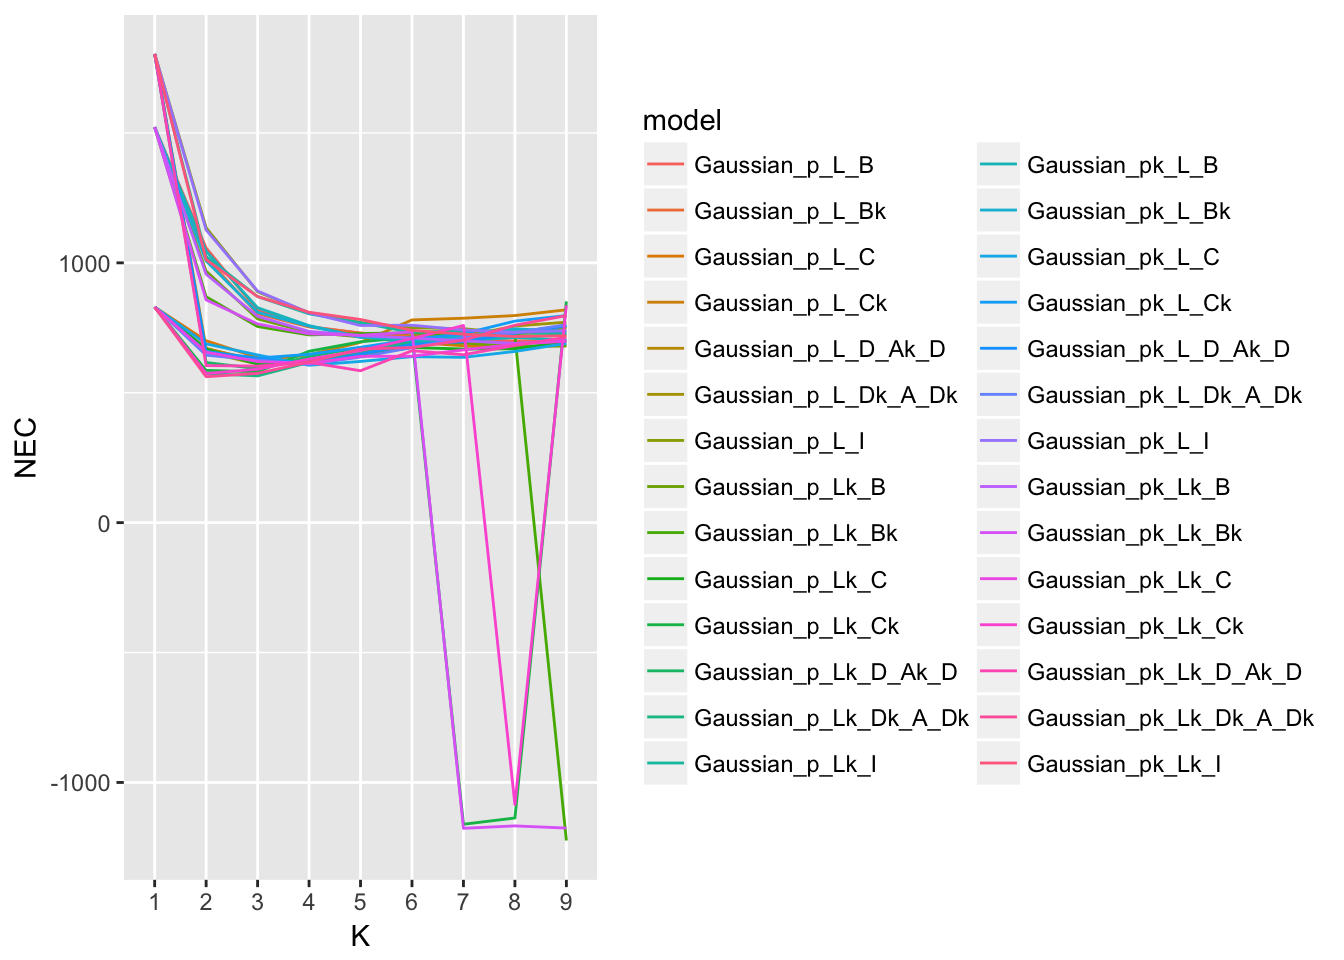 1000
0
-1000
NEC
1 2 3 4 5 6 7 8 9
K
model
Gaussian_p_L_B
Gaussian_p_L_Bk
Gaussian_p_L_C
Gaussian_p_L_Ck
Gaussian_p_L_D_Ak_D
Gaussian_p_L_Dk_A_Dk
Gaussian_p_L_I
Gaussian_p_Lk_B
Gaussian_p_Lk_Bk
Gaussian_p_Lk_C
Gaussian_p_Lk_Ck
Gaussian_p_Lk_D_Ak_D
Gaussian_p_Lk_Dk_A_Dk
Gaussian_p_Lk_I
Gaussian_pk_L_B
Gaussian_pk_L_Bk
Gaussian_pk_L_C
Gaussian_pk_L_Ck
Gaussian_pk_L_D_Ak_D
Gaussian_pk_L_Dk_A_Dk
Gaussian_pk_L_I
Gaussian_pk_Lk_B
Gaussian_pk_Lk_Bk
Gaussian_pk_Lk_C
Gaussian_pk_Lk_Ck
Gaussian_pk_Lk_D_Ak_D
Gaussian_pk_Lk_Dk_A_Dk
Gaussian_pk_Lk_I